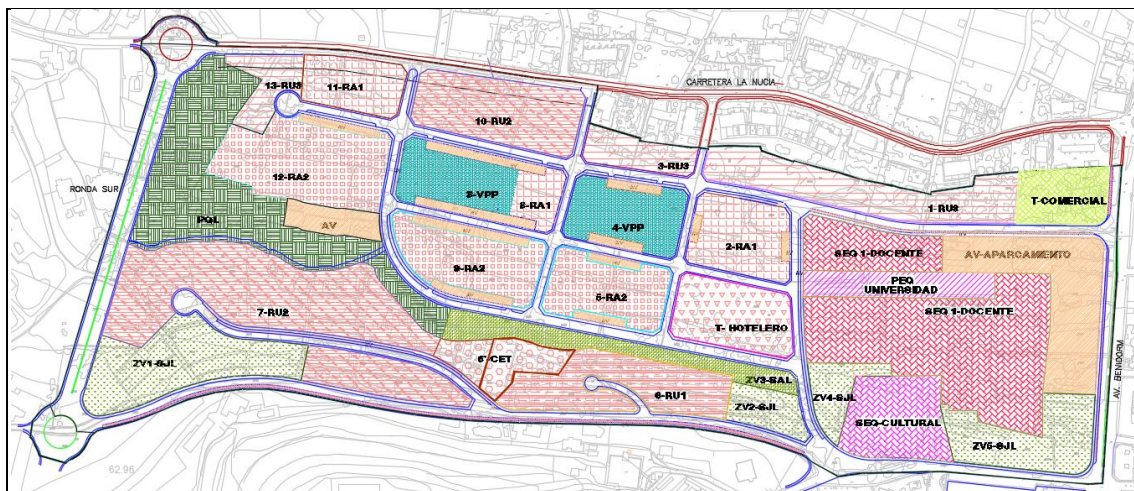 CARRETERA LA NUCIA
13-RU3
11-RA1
10-RU2
3-RU3
RONDA SUR
12-RA2
8-RA1
4-VPP
1-RU3
T-COMERCIAL
PQL
AV
2-RA1
SEQ 1-DOCENTE
AV-APARCAMIENTO
9-RA2
5-RA2
PEQ
UNIVERSIDAD
7-RU2
T- HOTELERO
SEQ 1-DOCENTE
ZV1-SJL
6*CET
ZV3-SAL
6-RU1
ZV2-SJL
ZV4-SJL
SEQ-CULTURAL
ZV5-SJL
AV. BENIDORM
62.96